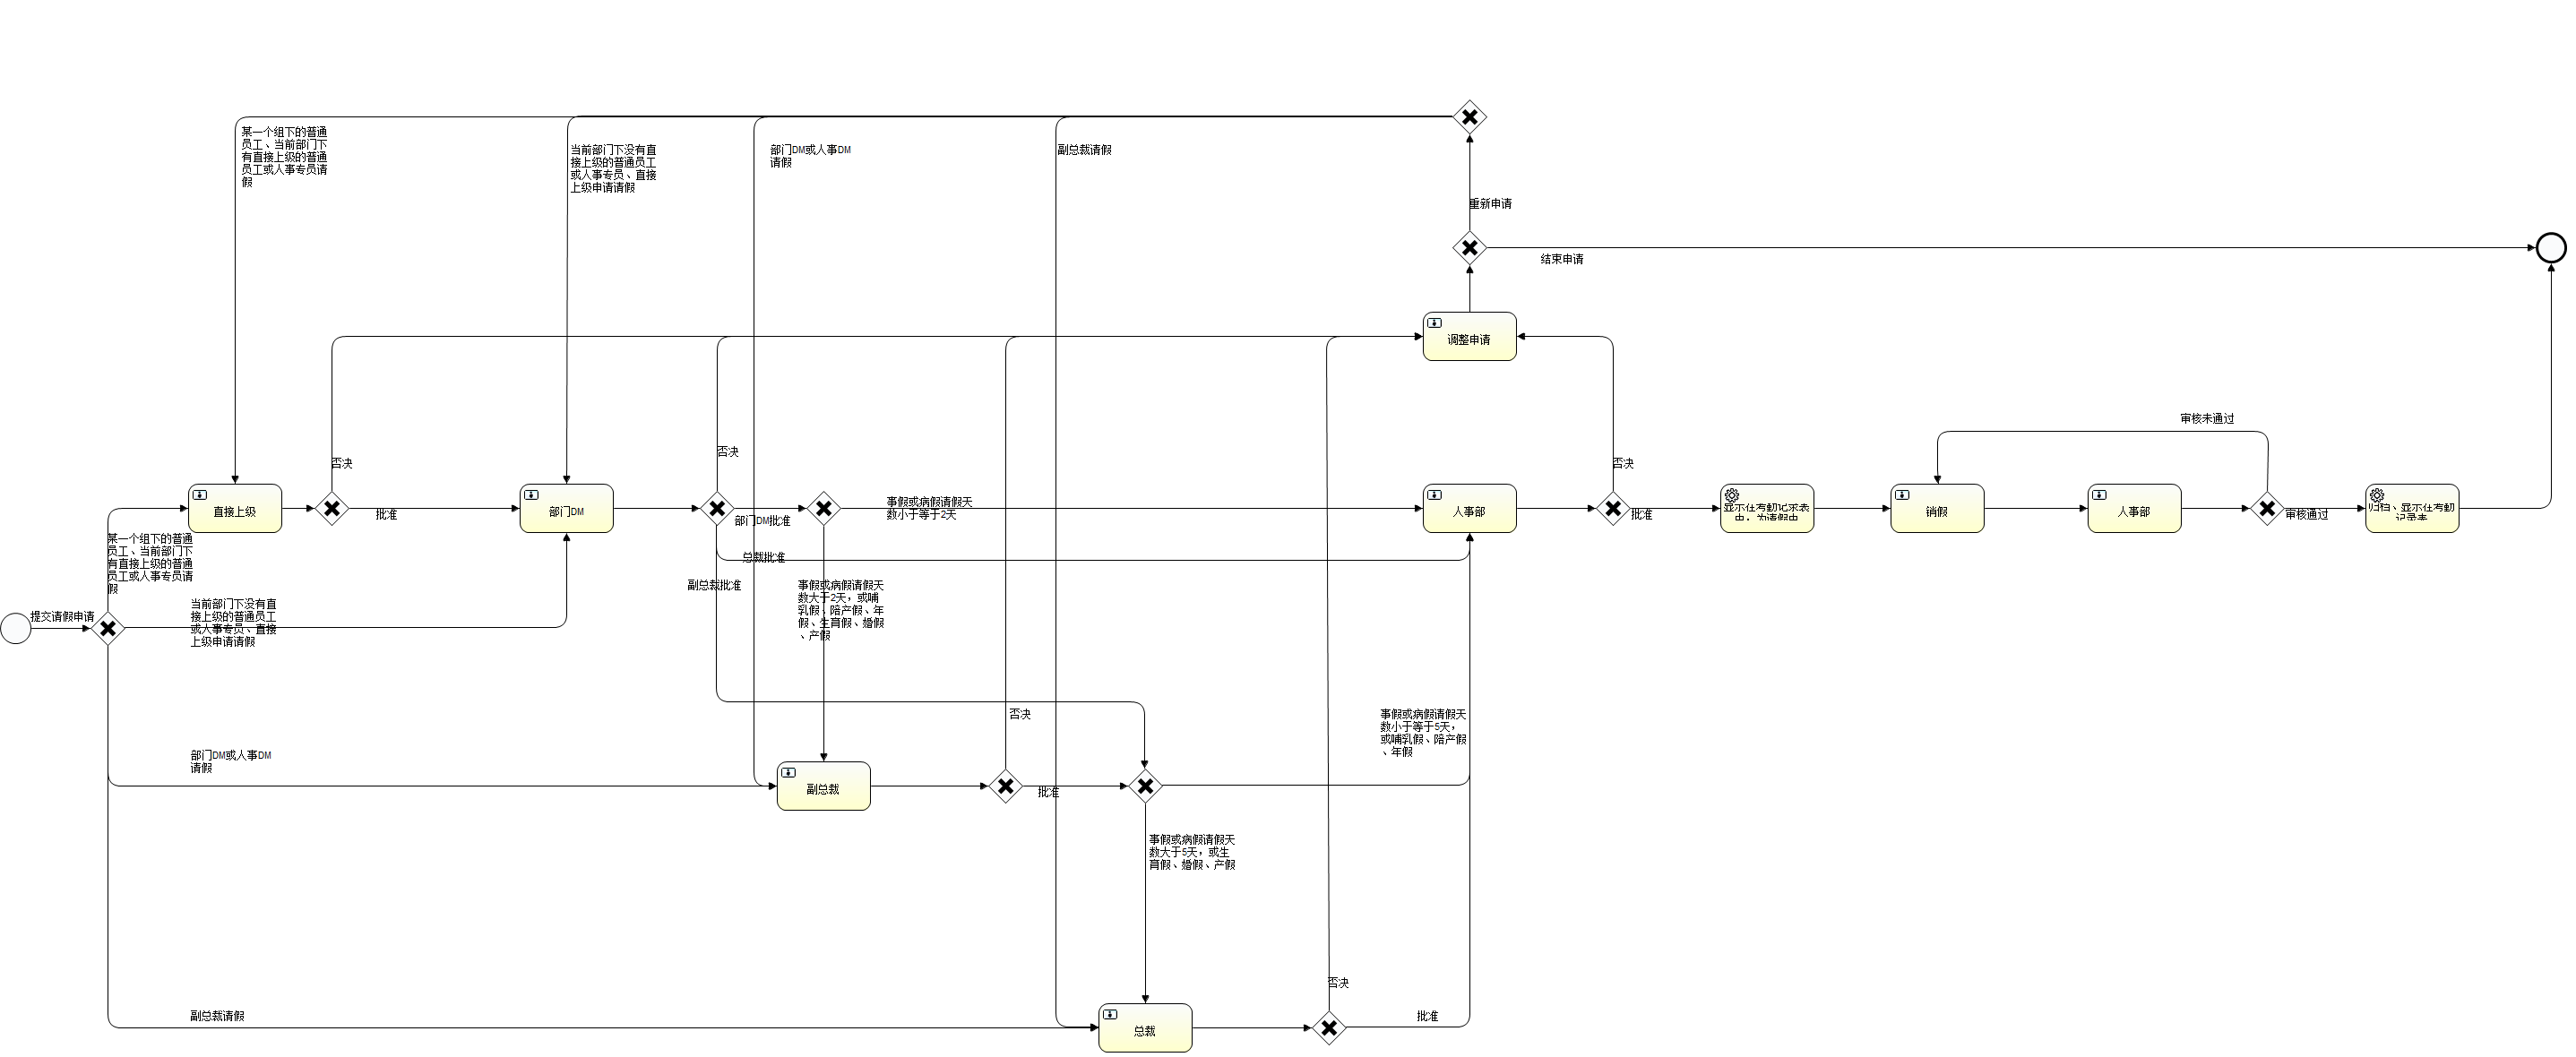 某一个组下的普通
员工、当前部门下
有直接上级的普通
员工或人事专员请
假
当前部门下没有直
接上级的普通员工
或人事专员、直接
上级申请请假
部门DM或人事DM
请假
副总裁请假
重新申请
结束申请
调整申请
审核未通过
否决
否决
否决
直接上级
批准
部门DM
部门DM批准
事假或病假请假天
数小于等于2天
人事部
批准
显示在考勤记录表
中，为请假中
销假
人事部
审核通过
归档、显示在考勤
记录表
某一个组下的普通
员工、当前部门下
有直接上级的普通
员工或人事专员请
假
总裁批准
副总裁批准
事假或病假请假天
数大于2天，或哺
乳假、陪产假、年
假、生育假、婚假
、产假
提交请假申请
当前部门下没有直
接上级的普通员工
或人事专员、直接
上级申请请假
否决
事假或病假请假天
数小于等于5天，
或哺乳假、陪产假
、年假
部门DM或人事DM
请假
副总裁
批准
事假或病假请假天
数大于5天，或生
育假、婚假、产假
否决
副总裁请假
总裁
批准